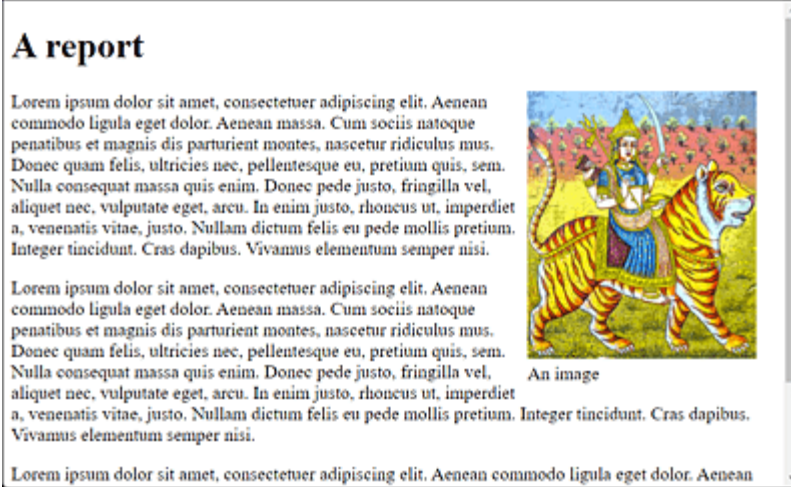 A report
Lorem ipsum dolor sit amet, consectetuer adipiscing elit. Aenean
commodo ligula eget dolor. Aenean massa. Cum sociis natoque
penatibus et magnis dis parturient montes, nascetur ridiculus mus.
Donec quam felis, ultricies nec, pellentesque eu, pretium quis, sem.
Nulla consequat massa quis enim. Donec pede justo, fringilla vel,
aliquet nec, vulputate eget, arcu. In enim justo, rhoncus ut, imperdiet
a, venenatis vitae, justo. Nullam dictum felis eu pede mollis pretium.
Integer tincidunt. Cras dapibus. Vivamus elementum semper nisi.
Lorem ipsum dolor sit amet, consectetuer adipiscing elit. Aenean
commodo ligula eget dolor. Aenean massa. Cum sociis natoque
penatibus et magnis dis parturient montes, nascetur ridiculus mus.
Donec quam felis, ultricies nec, pellentesque eu, pretium quis, sem.
Nulla consequat massa quis enim. Donec pede justo, fringilla vel,
An image
aliquet nec, vulputate eget, arcu. In enim justo, rhoncus ut, imperdiet
a, venenatis vitae, justo. Nullam dictum felis eu pede mollis pretium. Integer tincidunt. Cras dapibus.
Vivamus elementum semper nisi.
Lorem ipsum dolor sit amet, consectetuer adipiscing elit. Aenean commodo ligula eget dolor. Aenean